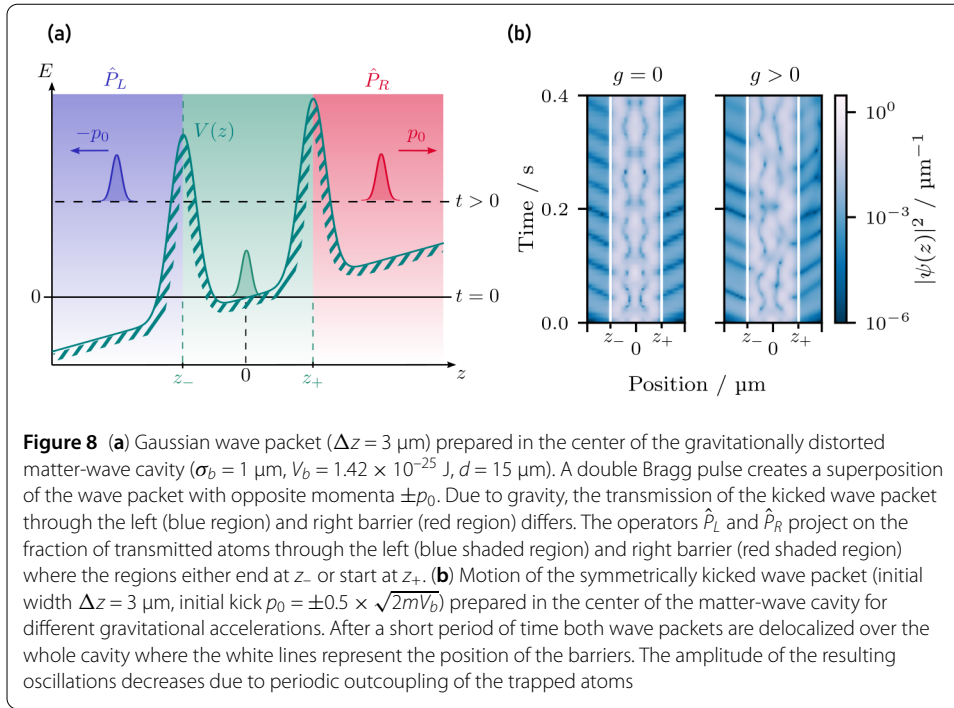 (a)
(b)
E
P̂_L
P̂_R
V(z)
−p₀
p₀
t > 0
0
t = 0
z₋
0
z₊
z
g = 0
g > 0
0.4
0.2
0.0
Time / s
z₋
0
z₊
z₋
0
z₊
Position / µm
10⁰
10⁻³
10⁻⁶
|ψ(z)|² / µm⁻¹
Figure 8 (a) Gaussian wave packet (Δz = 3 µm) prepared in the center of the gravitationally distorted
matter-wave cavity (σ_b = 1 µm, V_b = 1.42 × 10⁻²⁵ J, d = 15 µm). A double Bragg pulse creates a superposition
of the wave packet with opposite momenta ±p₀. Due to gravity, the transmission of the kicked wave packet
through the left (blue region) and right barrier (red region) differs. The operators P̂_L and P̂_R project on the
fraction of transmitted atoms through the left (blue shaded region) and right barrier (red shaded region)
where the regions either end at z₋ or start at z₊. (b) Motion of the symmetrically kicked wave packet (initial
width Δz = 3 µm, initial kick p₀ = ±0.5 × √(2mV_b)) prepared in the center of the matter-wave cavity for
different gravitational accelerations. After a short period of time both wave packets are delocalized over the
whole cavity where the white lines represent the position of the barriers. The amplitude of the resulting
oscillations decreases due to periodic outcoupling of the trapped atoms